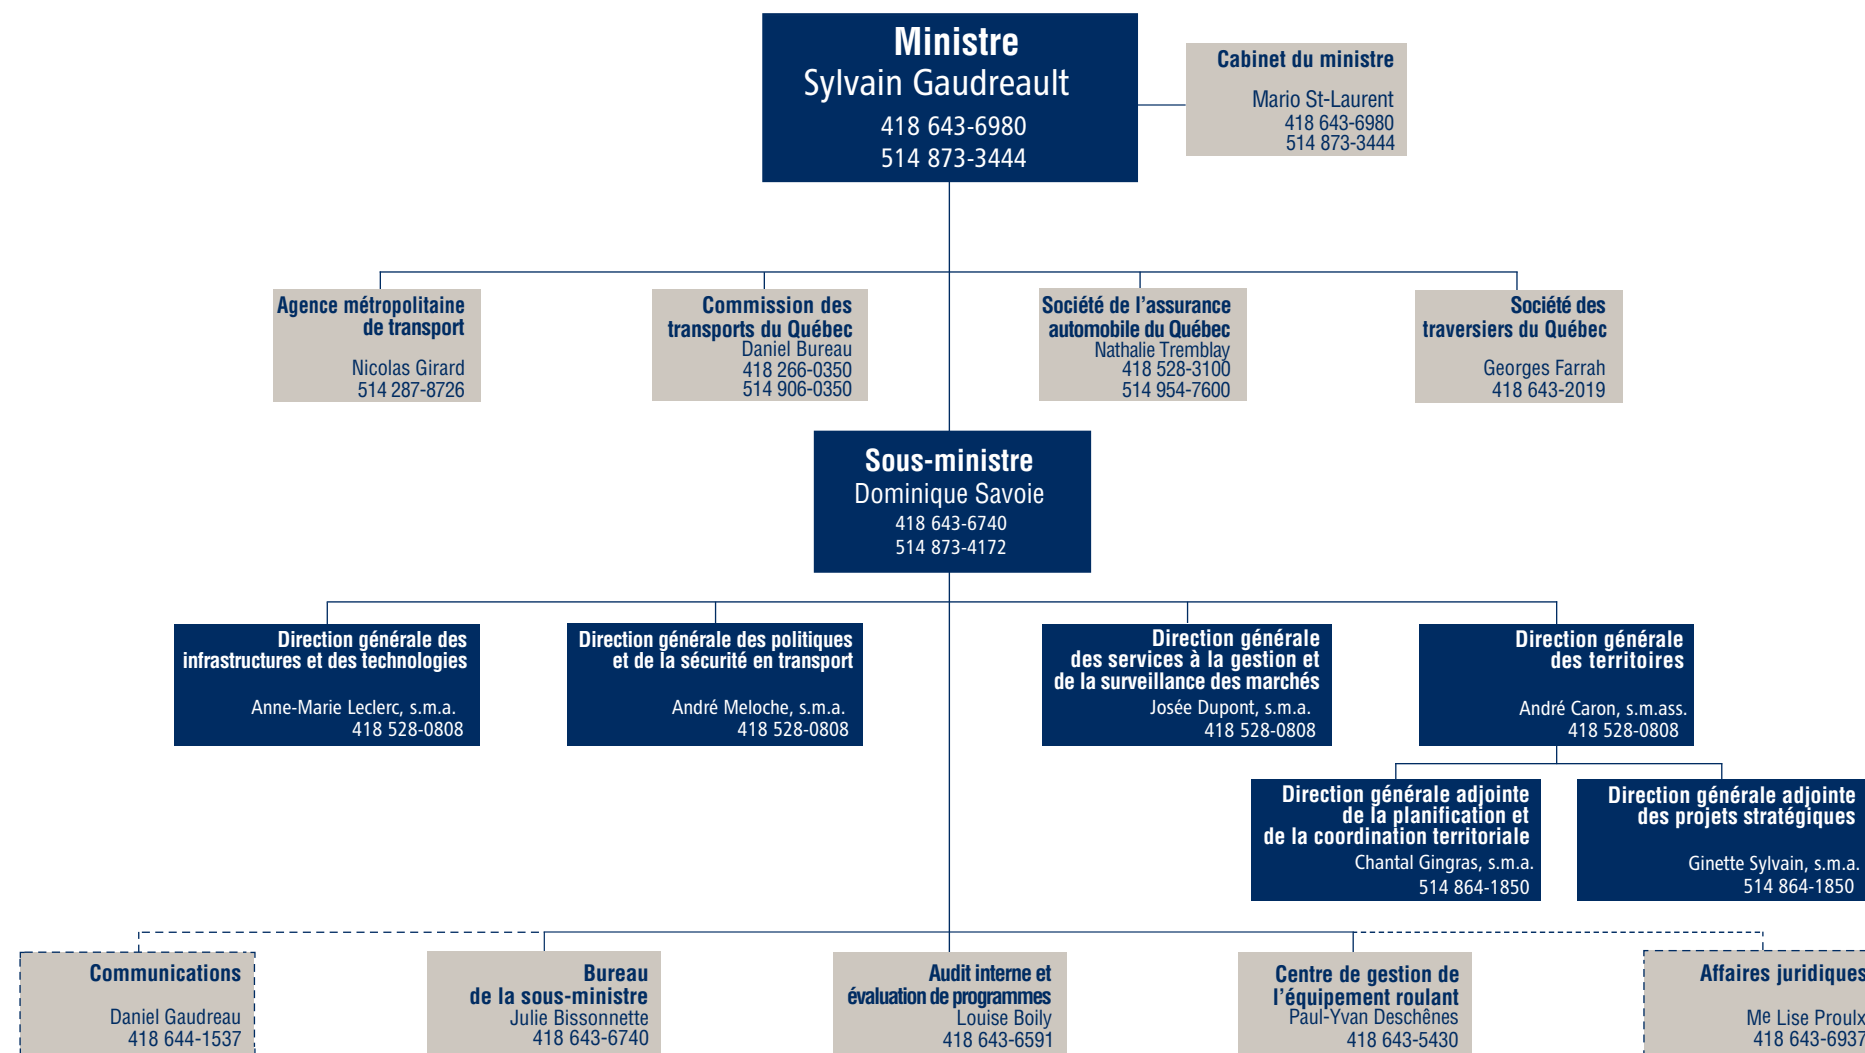 Ministre
Sylvain Gaudreault
418 643-6980
514 873-3444
Cabinet du ministre
Mario St-Laurent
418 643-6980
514 873-3444
Agence métropolitaine
de transport
Nicolas Girard
514 287-8726
Commission des
transports du Québec
Daniel Bureau
418 266-0350
514 906-0350
Société de l'assurance
automobile du Québec
Nathalie Tremblay
418 528-3100
514 954-7600
Société des
traversiers du Québec
Georges Farrah
418 643-2019
Sous-ministre
Dominique Savoie
418 643-6740
514 873-4172
Direction générale des
infrastructures et des technologies
Anne-Marie Leclerc, s.m.a.
418 528-0808
Direction générale des politiques
et de la sécurité en transport
André Meloche, s.m.a.
418 528-0808
Direction générale
des services à la gestion et
de la surveillance des marchés
Josée Dupont, s.m.a.
418 528-0808
Direction générale
des territoires
André Caron, s.m.ass.
418 528-0808
Direction générale adjointe
de la planification et
de la coordination territoriale
Chantal Gingras, s.m.a.
514 864-1850
Direction générale adjointe
des projets stratégiques
Ginette Sylvain, s.m.a.
514 864-1850
Communications
Daniel Gaudreau
418 644-1537
Bureau
de la sous-ministre
Julie Bissonnette
418 643-6740
Audit interne et
évaluation de programmes
Louise Boily
418 643-6591
Centre de gestion de
l'équipement roulant
Paul-Yvan Deschênes
418 643-5430
Affaires juridiques
Me Lise Proulx
418 643-6937